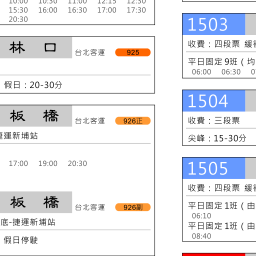 10:00 10:30 11:00 12:15 12:30
15:30 16:00 16:30 17:00 17:30
20:30
林 口 台北客運 925
假日：20-30分
板 橋 台北客運 926正
捷運新埔站
17:00 19:00 20:30
板 橋 台北客運 926副
底-捷運新埔站
假日停駛
1503
收費：四段票 緩衝
平日固定9班（均
06:00 06:30 0
1504
收費：三段票
尖峰：15-30分
1505
收費：四段票 緩衝
平日固定1班（由
06:10
平日固定1班（由
08:40